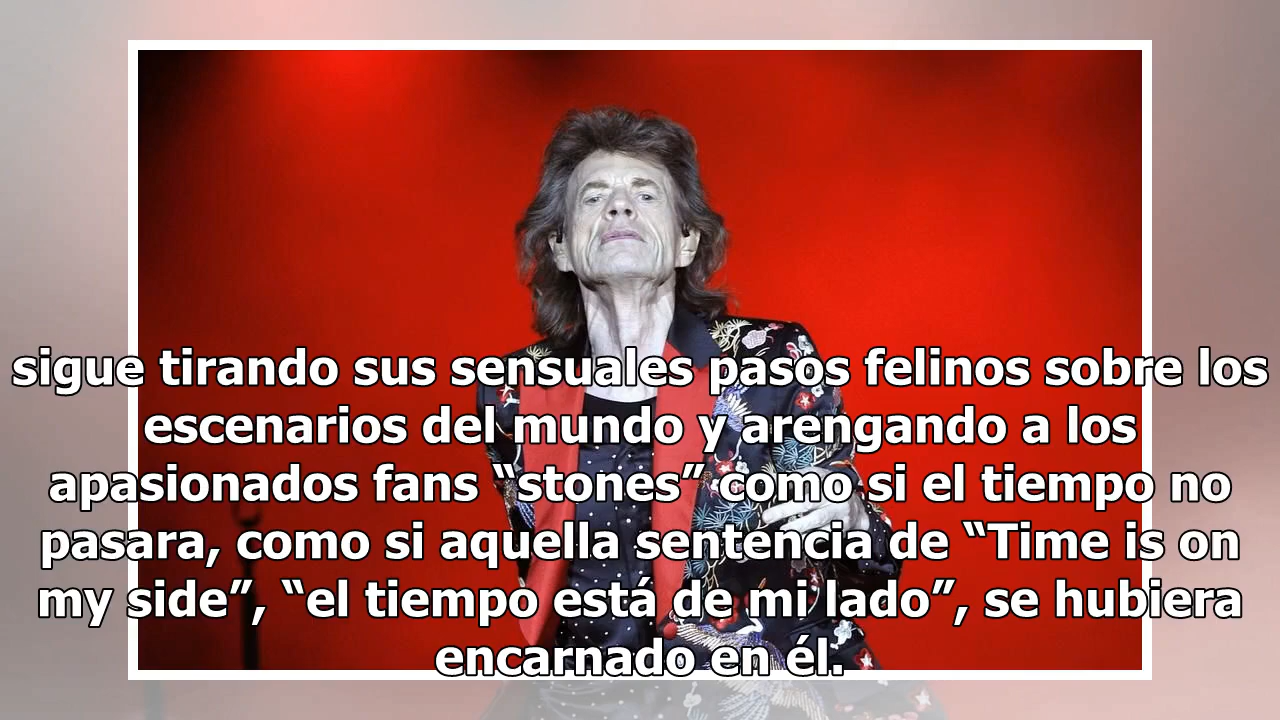 sigue tirando sus sensuales pasos felinos sobre los
escenarios del mundo y arengando a los
apasionados fans “stones” como si el tiempo no
pasara, como si aquella sentencia de “Time is on
my side”, “el tiempo está de mi lado”, se hubiera
encarnado en él.